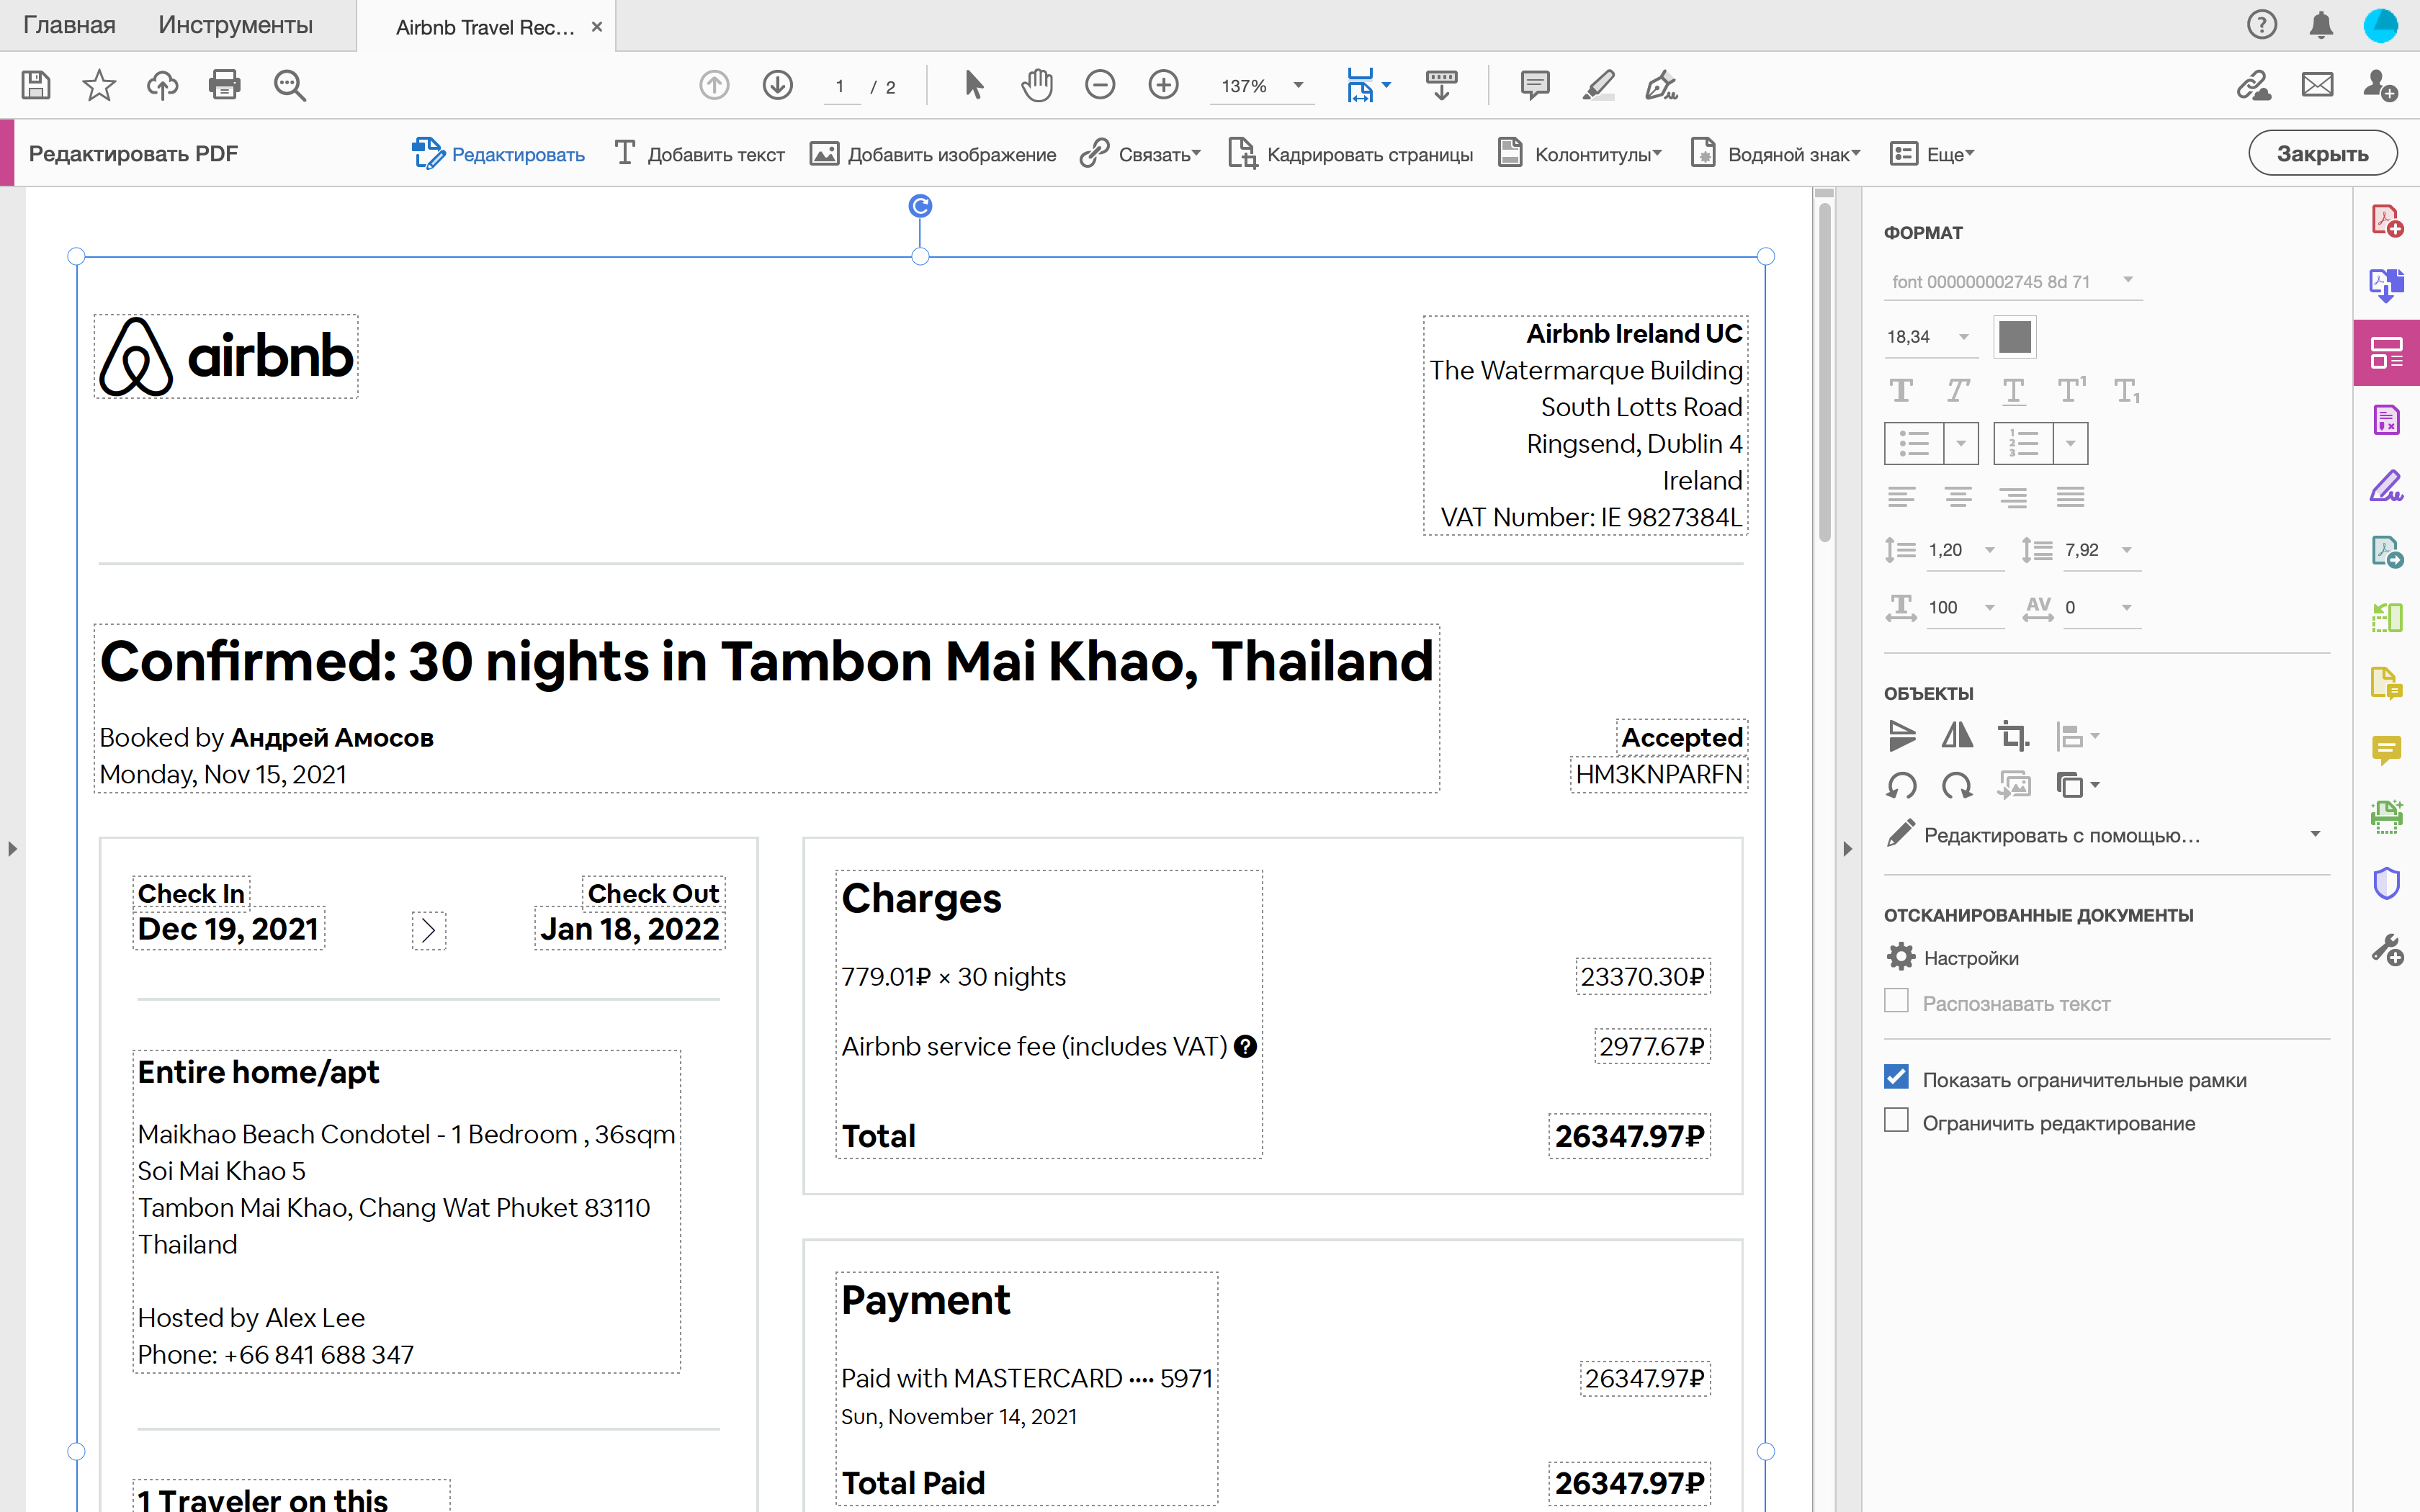 Главная Инструменты Airbnb Travel Rec... ×
1 / 2 137%
Редактировать PDF Редактировать Добавить текст Добавить изображение Связать Кадрировать страницы Колонтитулы Водяной знак Еще Закрыть
airbnb
Airbnb Ireland UC
The Watermarque Building
South Lotts Road
Ringsend, Dublin 4
Ireland
VAT Number: IE 9827384L
Confirmed: 30 nights in Tambon Mai Khao, Thailand
Booked by Андрей Амосов
Monday, Nov 15, 2021
Accepted
HM3KNPARFN
Check In
Dec 19, 2021
Check Out
Jan 18, 2022
Entire home/apt
Maikhao Beach Condotel - 1 Bedroom , 36sqm
Soi Mai Khao 5
Tambon Mai Khao, Chang Wat Phuket 83110
Thailand
Hosted by Alex Lee
Phone: +66 841 688 347
1 Traveler on this
Charges
779.01₽ × 30 nights 23370.30₽
Airbnb service fee (includes VAT) ? 2977.67₽
Total 26347.97₽
Payment
Paid with MASTERCARD •••• 5971 26347.97₽
Sun, November 14, 2021
Total Paid 26347.97₽
ФОРМАТ
font 000000002745 8d 71
18,34
1,20 7,92
100 0
ОБЪЕКТЫ
Редактировать с помощью...
ОТСКАНИРОВАННЫЕ ДОКУМЕНТЫ
Настройки
Распознавать текст
Показать ограничительные рамки
Ограничить редактирование